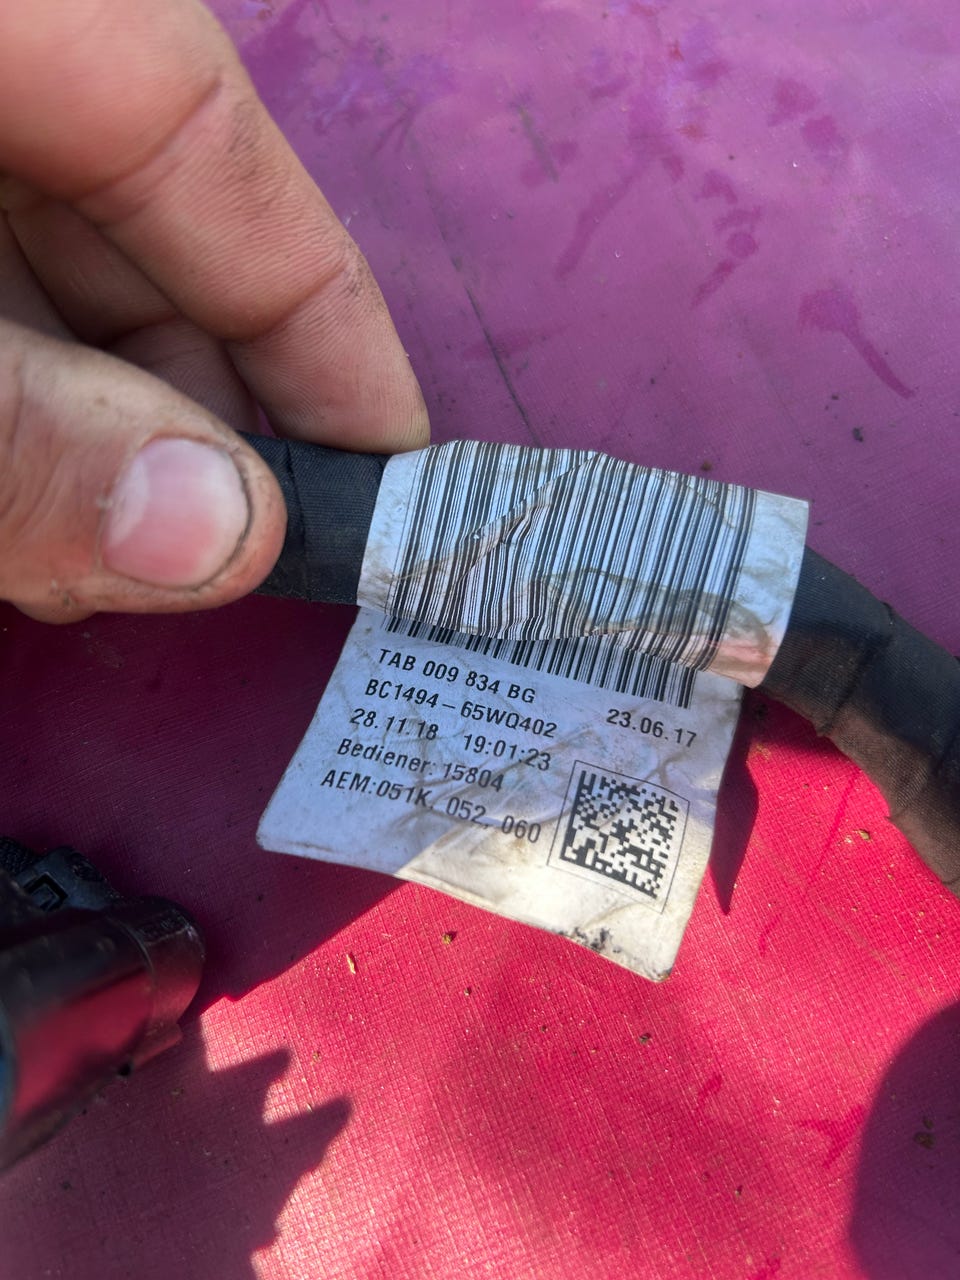 TAB 009 834 BG
BC1494-65WQ402 23.06.17
28.11.18 19:01:23
Bediener: 15804
AEM:051K, 052, 060